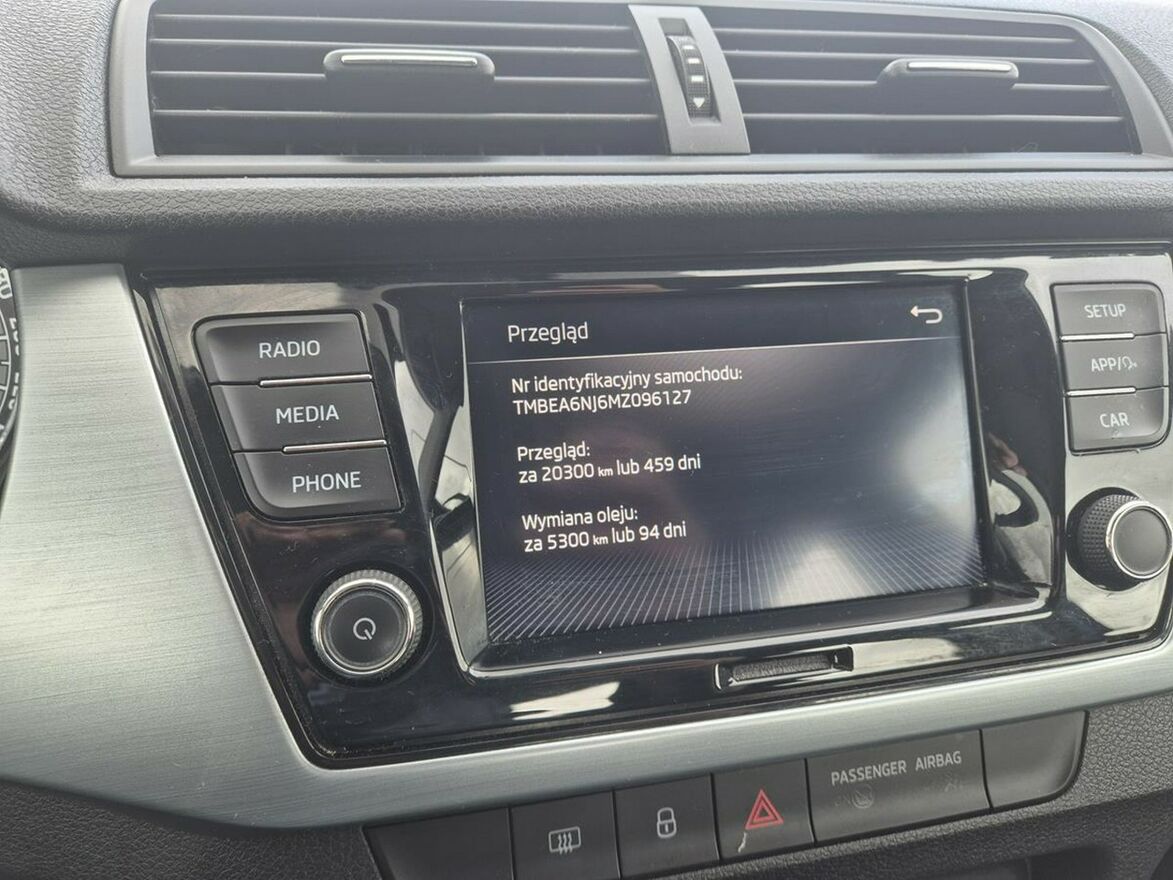 Przegląd
Nr identyfikacyjny samochodu:
TMBEA6NJ6MZ096127
Przegląd:
za 20300 km lub 459 dni
Wymiana oleju:
za 5300 km lub 94 dni
RADIO
MEDIA
PHONE
SETUP
APP/
CAR
PASSENGER AIRBAG